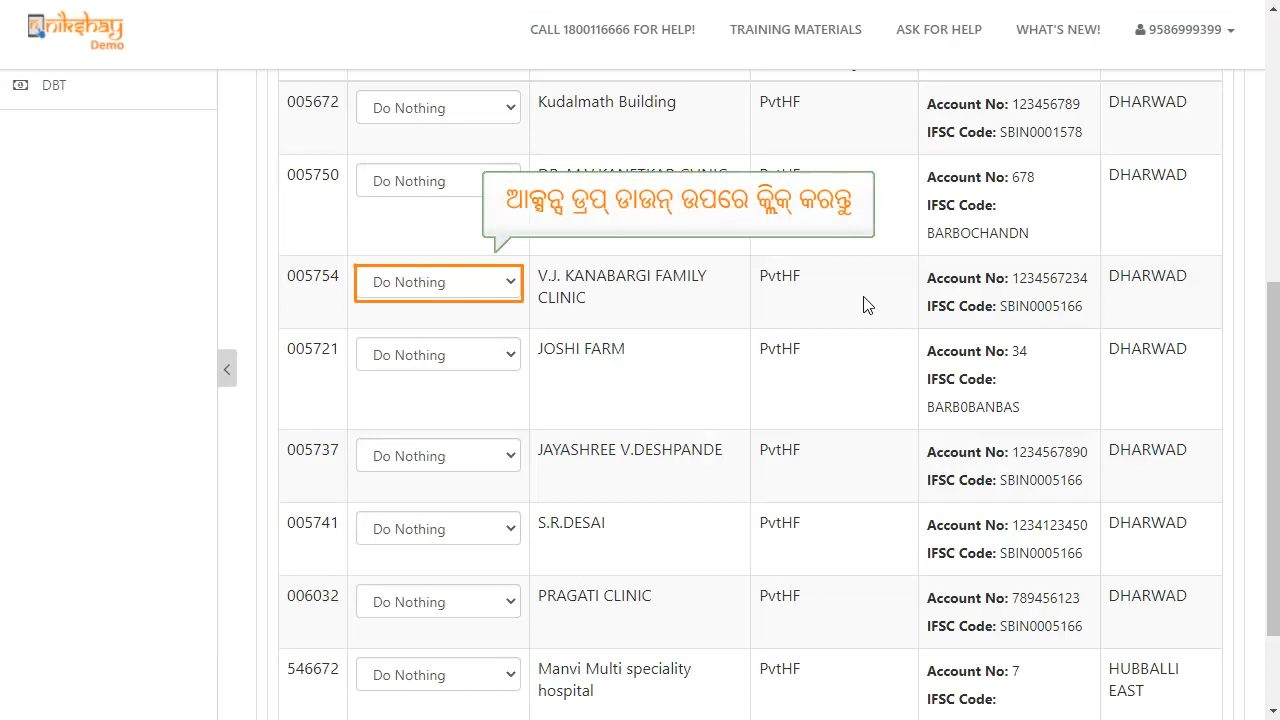 nikshay
Demo
CALL 1800116666 FOR HELP!
TRAINING MATERIALS
ASK FOR HELP
WHAT'S NEW!
9586999399
DBT
005672
Do Nothing
Kudalmath Building
PvtHF
Account No: 123456789
IFSC Code: SBIN0001578
DHARWAD
005750
Do Nothing
Account No: 678
IFSC Code:
BARBOCHANDN
DHARWAD
ଆକ୍ସନ୍ସ ଡ୍ରପ୍ ଡାଉନ୍ ଉପରେ କ୍ଲିକ୍ କରନ୍ତୁ
005754
Do Nothing
V.J. KANABARGI FAMILY
CLINIC
PvtHF
Account No: 1234567234
IFSC Code: SBIN0005166
DHARWAD
005721
Do Nothing
JOSHI FARM
PvtHF
Account No: 34
IFSC Code:
BARB0BANBAS
DHARWAD
005737
Do Nothing
JAYASHREE V.DESHPANDE
PvtHF
Account No: 1234567890
IFSC Code: SBIN0005166
DHARWAD
005741
Do Nothing
S.R.DESAI
PvtHF
Account No: 1234123450
IFSC Code: SBIN0005166
DHARWAD
006032
Do Nothing
PRAGATI CLINIC
PvtHF
Account No: 789456123
IFSC Code: SBIN0005166
DHARWAD
546672
Do Nothing
Manvi Multi speciality
hospital
PvtHF
Account No: 7
IFSC Code:
HUBBALLI
EAST